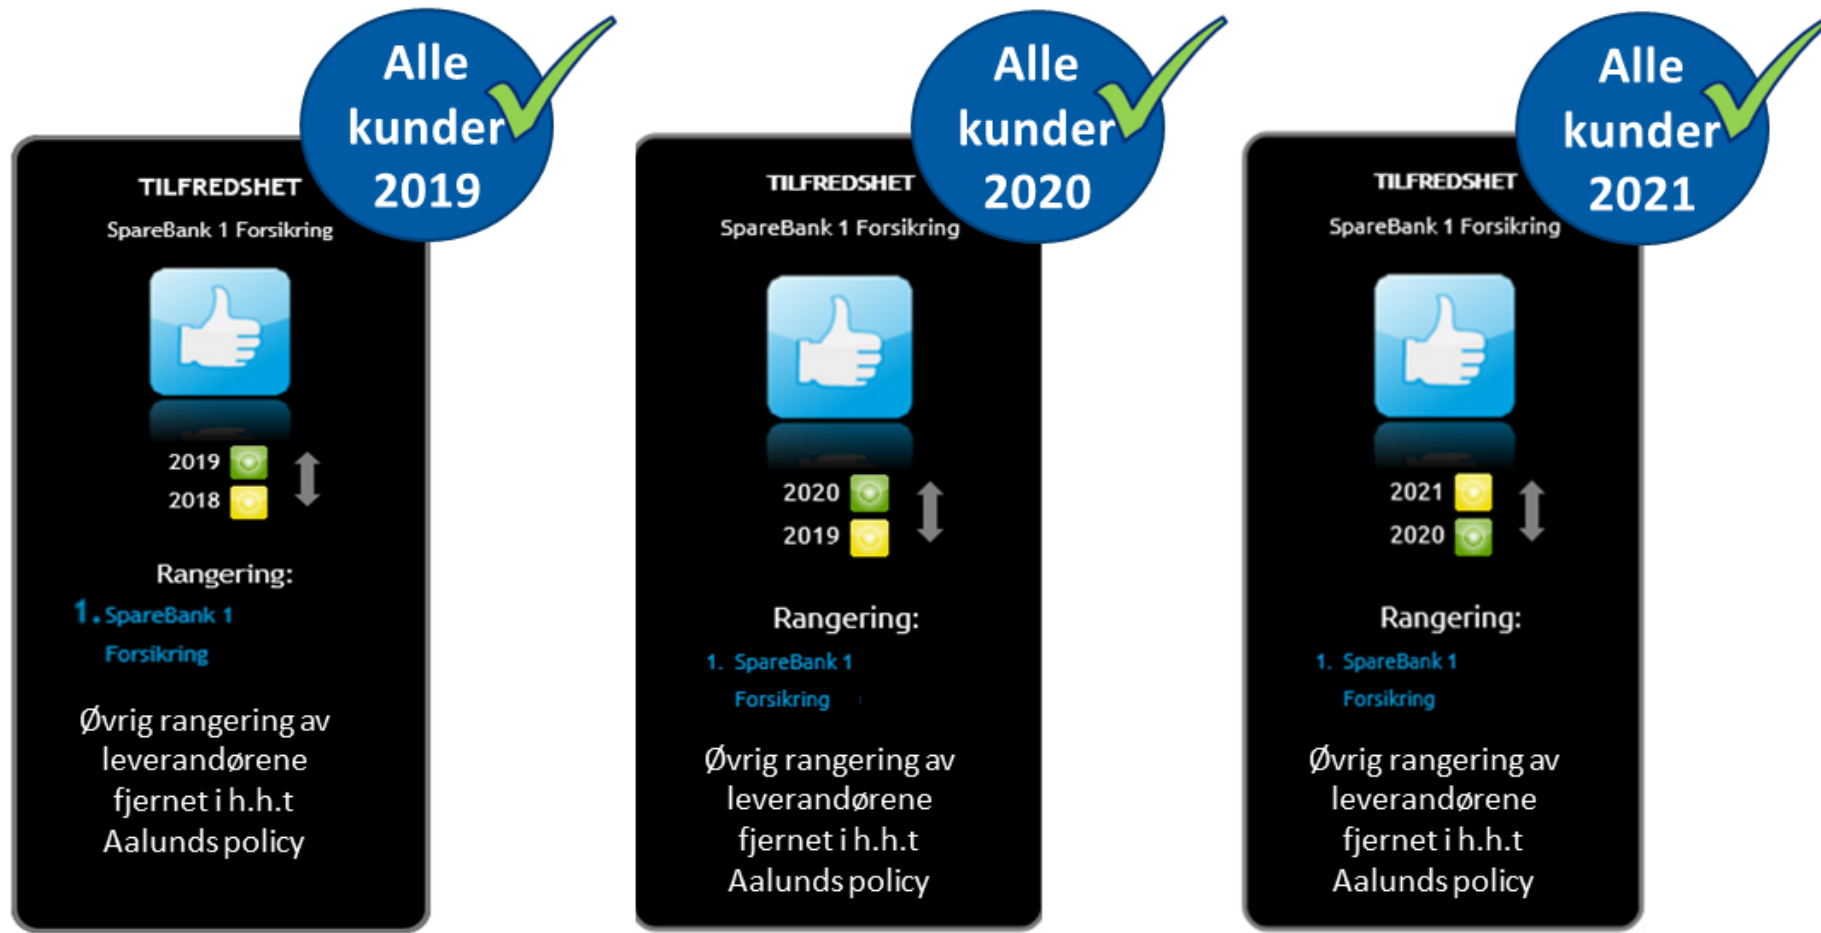 Alle
kunder
2019
TILFREDSHET
SpareBank 1 Forsikring
2019
2018
Rangering:
1. SpareBank 1
Forsikring
Øvrig rangering av
leverandørene
fjernet i h.h.t
Aalunds policy
Alle
kunder
2020
TILFREDSHET
SpareBank 1 Forsikring
2020
2019
Rangering:
1. SpareBank 1
Forsikring
Øvrig rangering av
leverandørene
fjernet i h.h.t
Aalunds policy
Alle
kunder
2021
TILFREDSHET
SpareBank 1 Forsikring
2021
2020
Rangering:
1. SpareBank 1
Forsikring
Øvrig rangering av
leverandørene
fjernet i h.h.t
Aalunds policy